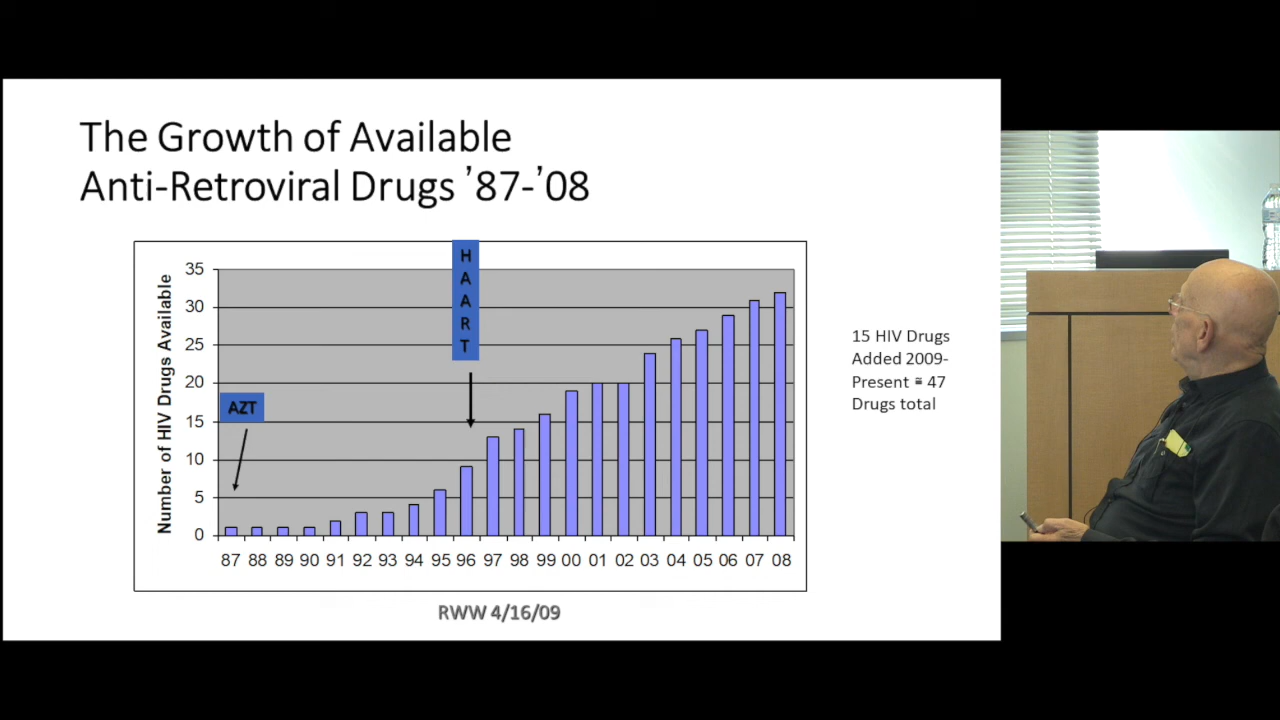 The Growth of Available
Anti-Retroviral Drugs ’87-’08
H
A
A
R
T
35
30
25
20
15
10
5
0
Number of HIV Drugs Available
AZT
87 88 89 90 91 92 93 94 95 96 97 98 99 00 01 02 03 04 05 06 07 08
RWW 4/16/09
15 HIV Drugs
Added 2009-
Present ≅ 47
Drugs total